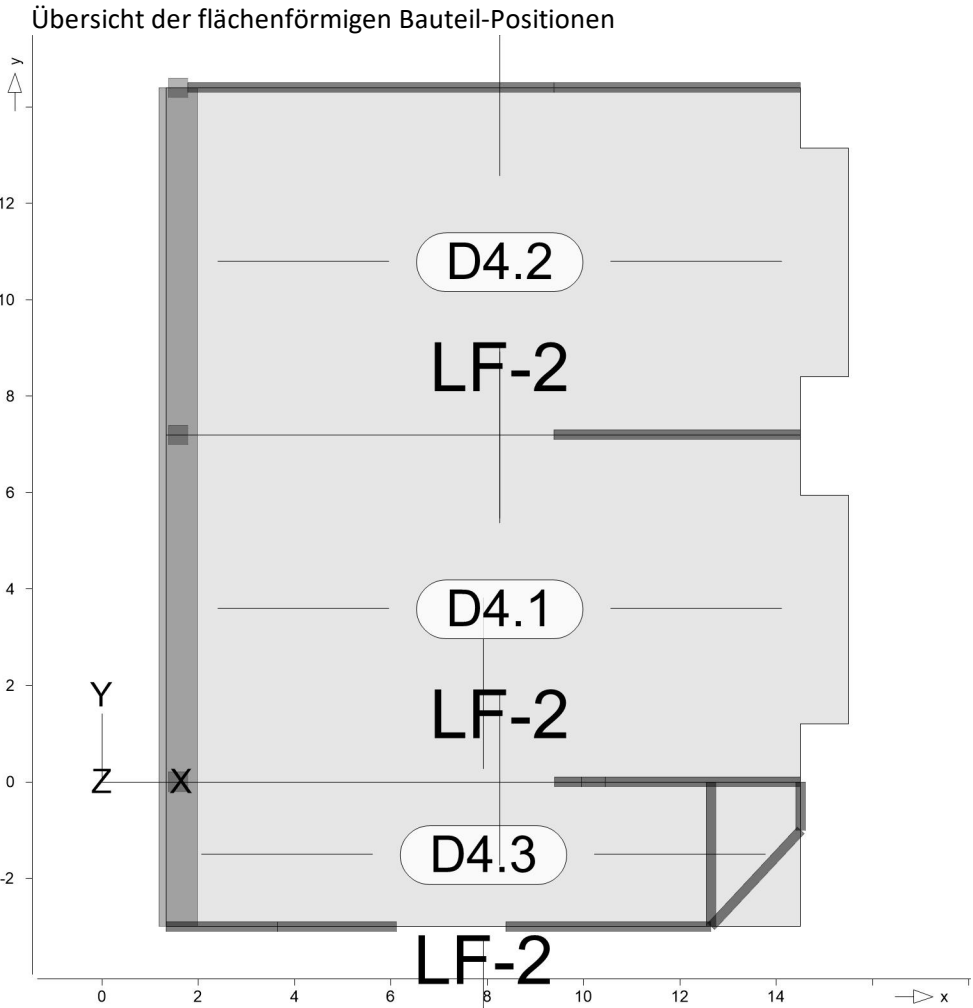 Übersicht der flächenförmigen Bauteil-Positionen
y
12
D4.2
10
LF-2
8
6
4
D4.1
2
Y
LF-2
0
Z
X
D4.3
-2
LF-2
0
2
4
6
8
10
12
14
x